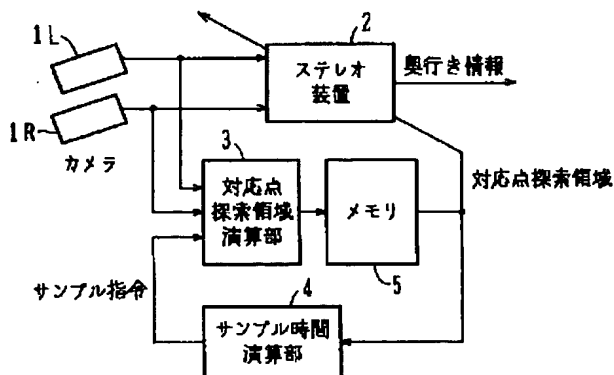 1L
2
ステレオ
装置
奥行き情報
1R
カメラ
3
対応点
探索領域
演算部
メモリ
5
対応点探索領域
サンプル指令
4
サンプル時間
演算部